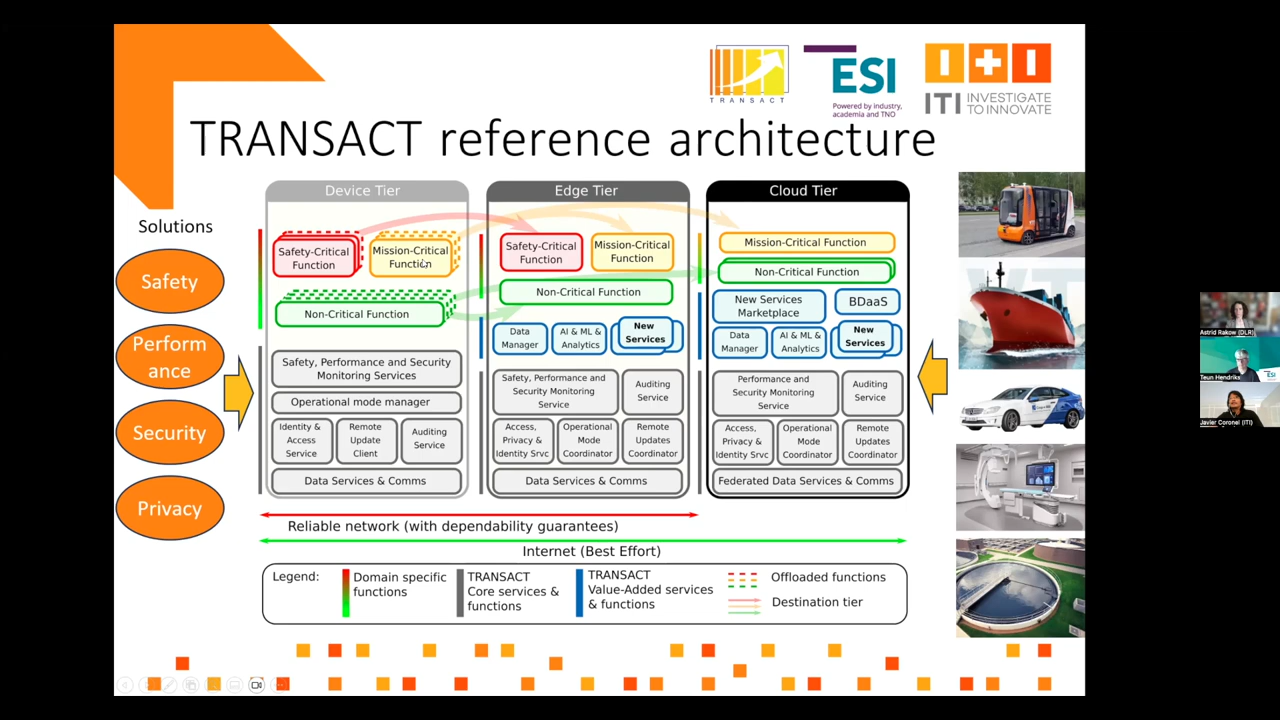 TRANSACT
ESI
Powered by industry,
academia and TNO
ITI INVESTIGATE
TO INNOVATE
TRANSACT reference architecture
Solutions
Safety
Perform
ance
Security
Privacy
Device Tier
Safety-Critical
Function
Mission-Critical
Function
Non-Critical Function
Safety, Performance and Security
Monitoring Services
Operational mode manager
Identity &
Access
Service
Remote
Update
Client
Auditing
Service
Data Services & Comms
Edge Tier
Safety-Critical
Function
Mission-Critical
Function
Non-Critical Function
Data
Manager
AI & ML &
Analytics
New
Services
Safety, Performance and
Security Monitoring
Service
Auditing
Service
Access,
Privacy &
Identity Srvc
Operational
Mode
Coordinator
Remote
Updates
Coordinator
Data Services & Comms
Cloud Tier
Mission-Critical Function
Non-Critical Function
New Services
Marketplace
BDaaS
Data
Manager
AI & ML &
Analytics
New
Services
Performance and
Security Monitoring
Service
Auditing
Service
Access,
Privacy &
Identity Srvc
Operational
Mode
Coordinator
Remote
Updates
Coordinator
Federated Data Services & Comms
Reliable network (with dependability guarantees)
Internet (Best Effort)
Legend:
Domain specific
functions
TRANSACT
Core services &
functions
TRANSACT
Value-Added services
& functions
Offloaded functions
Destination tier
Astrid Rakow (DLR)
Teun Hendriks
ESI
Javier Coronel (ITI)